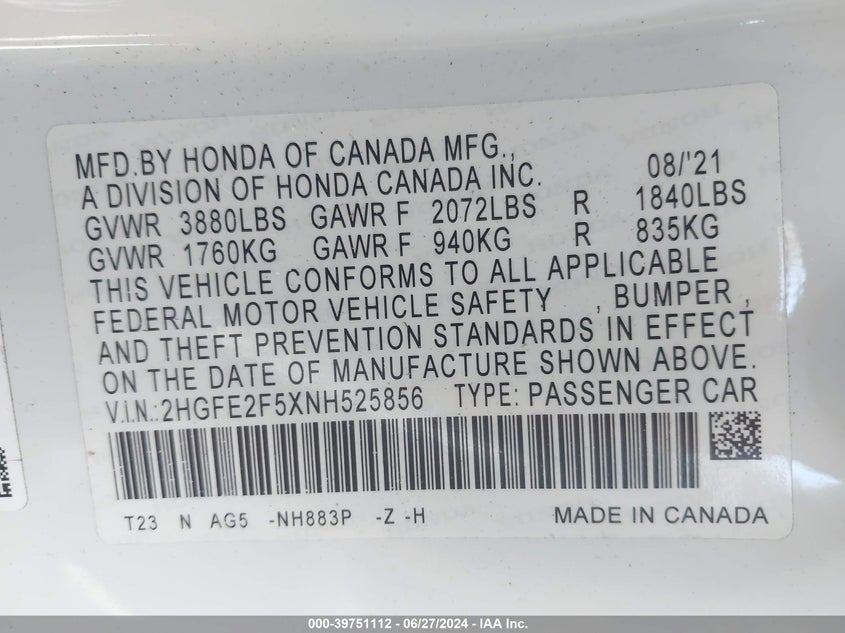 MFD.BY HONDA OF CANADA MFG., 08/'21
A DIVISION OF HONDA CANADA INC.
GVWR 3880LBS GAWR F 2072LBS R 1840LBS
GVWR 1760KG GAWR F 940KG R 835KG
THIS VEHICLE CONFORMS TO ALL APPLICABLE
FEDERAL MOTOR VEHICLE SAFETY , BUMPER ,
AND THEFT PREVENTION STANDARDS IN EFFECT
ON THE DATE OF MANUFACTURE SHOWN ABOVE.
V.I.N.:2HGFE2F5XNH525856 TYPE: PASSENGER CAR
T23 N AG5 -NH883P -Z -H MADE IN CANADA
000-39751112 - 06/27/2024 - IAA Inc.